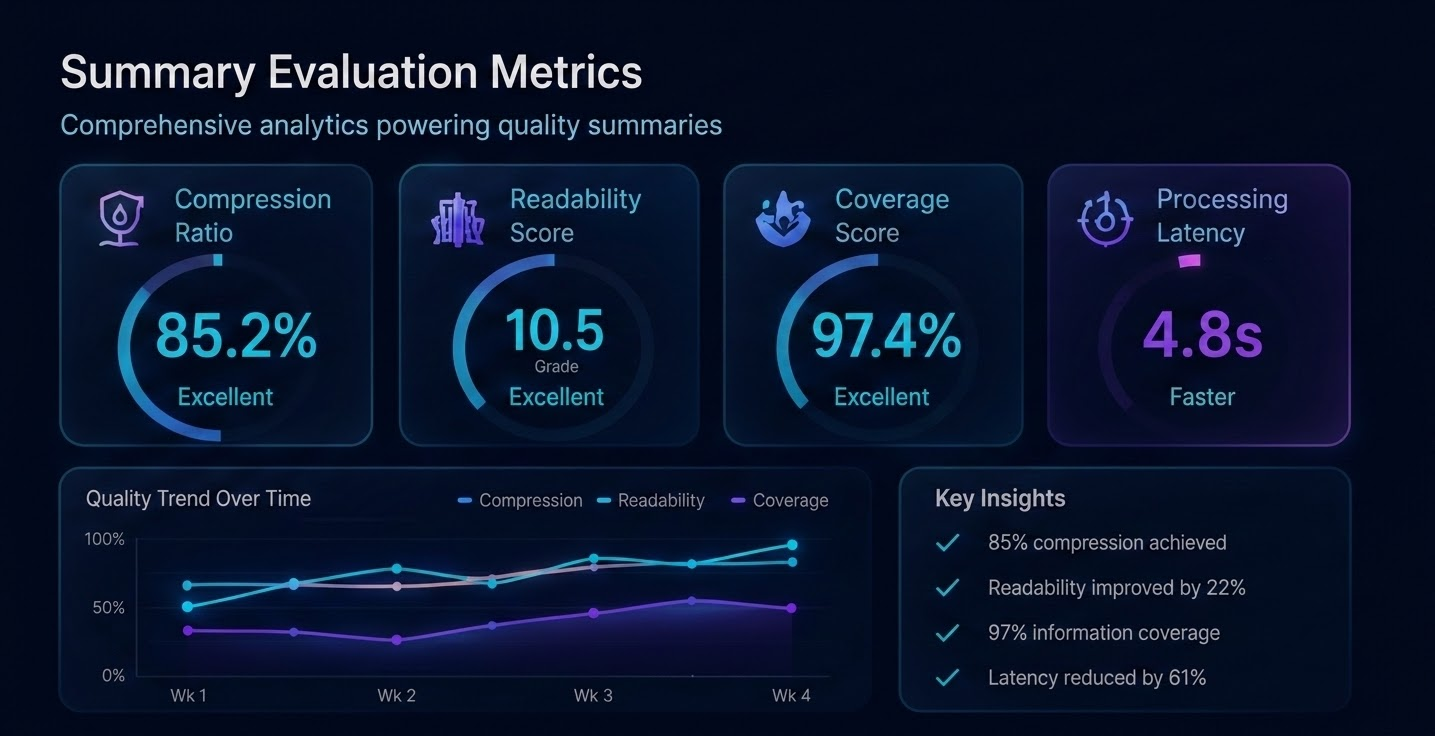 Summary Evaluation Metrics
Comprehensive analytics powering quality summaries
Compression
Ratio
85.2%
Excellent
Readability
Score
10.5
Grade
Excellent
Coverage
Score
97.4%
Excellent
Processing
Latency
4.8s
Faster
Quality Trend Over Time
Compression
Readability
Coverage
100%
50%
0%
Wk 1
Wk 2
Wk 3
Wk 4
Key Insights
85% compression achieved
Readability improved by 22%
97% information coverage
Latency reduced by 61%